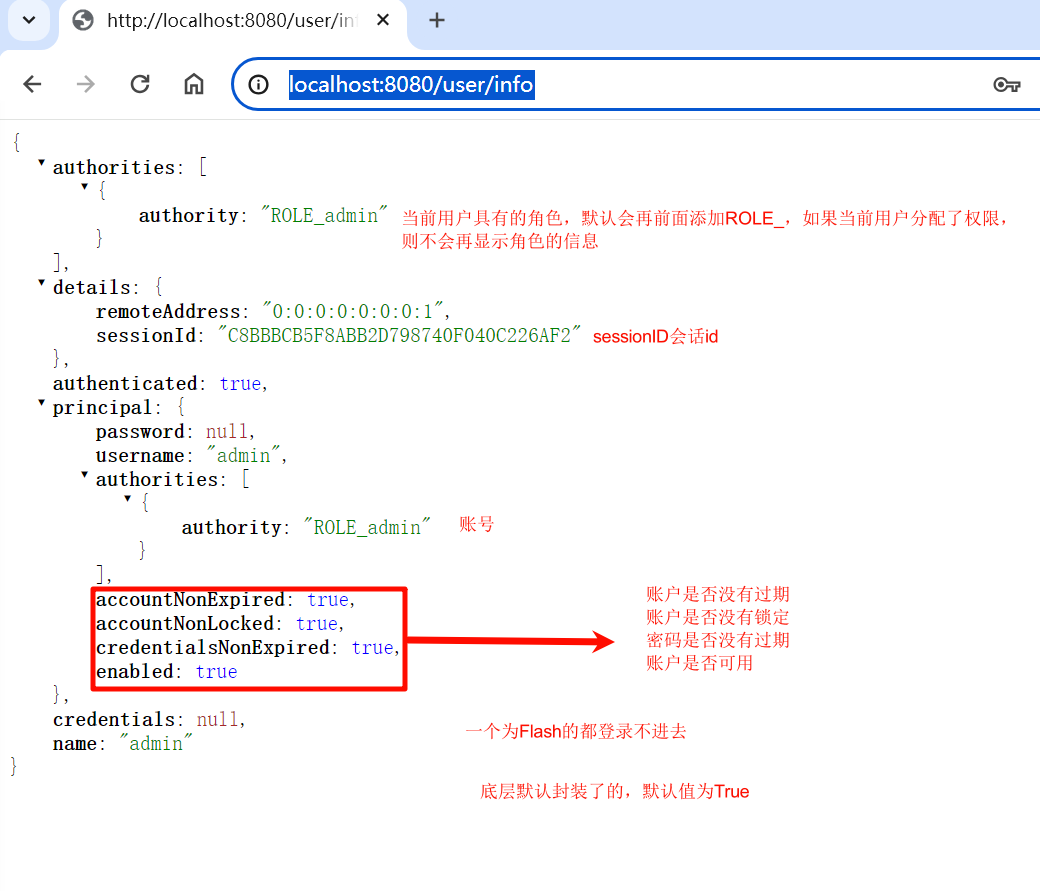 http://localhost:8080/user/in
localhost:8080/user/info
{
authorities: [
{
authority: "ROLE_admin" 当前用户具有的角色，默认会再前面添加ROLE_，如果当前用户分配了权限，
则不会再显示角色的信息
}
],
details: {
remoteAddress: "0:0:0:0:0:0:0:1",
sessionId: "C8BBBCB5F8ABB2D798740F040C226AF2" sessionID会话id
},
authenticated: true,
principal: {
password: null,
username: "admin",
authorities: [
{
authority: "ROLE_admin" 账号
}
],
accountNonExpired: true, 账户是否没有过期
accountNonLocked: true, 账户是否没有锁定
credentialsNonExpired: true, 密码是否没有过期
enabled: true 账户是否可用
},
credentials: null,
一个为Flash的都登录不进去
name: "admin"
}
底层默认封装了的，默认值为True